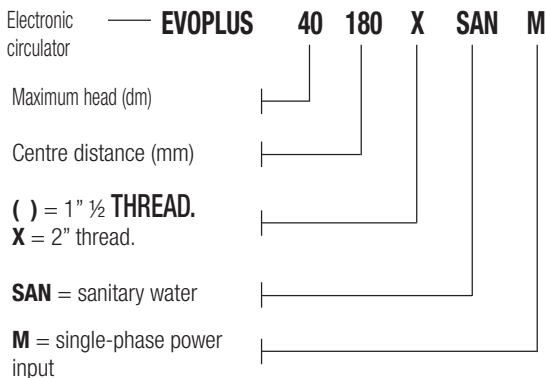 Electronic circulator EVOPLUS 40 180 X SAN M
Maximum head (dm)
Centre distance (mm)
( ) = 1” ½ THREAD.
X = 2” thread.
SAN = sanitary water
M = single-phase power
input